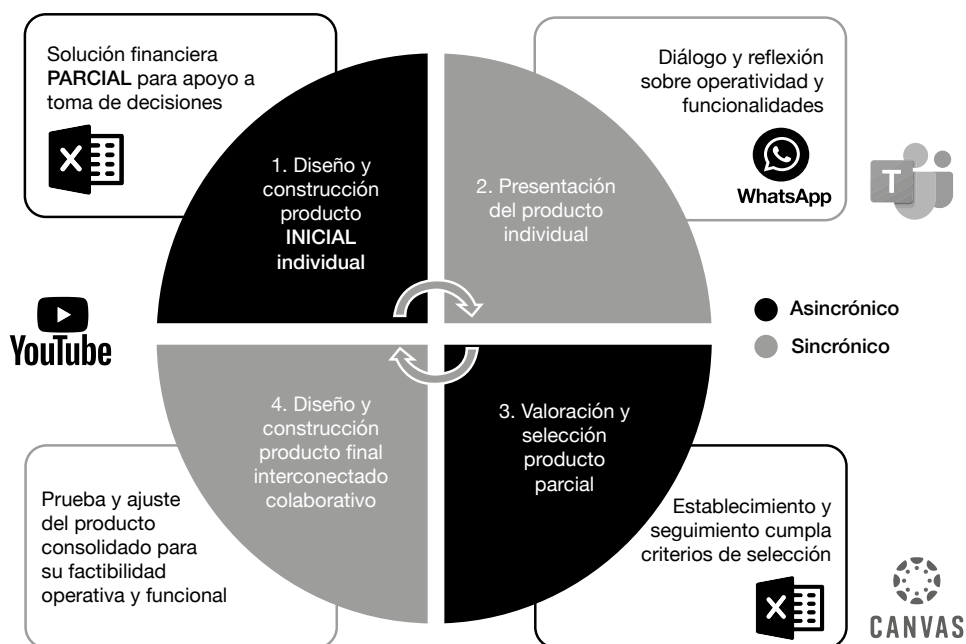 Solución financiera
PARCIAL para apoyo a
toma de decisiones
X
1. Diseño y
construcción
producto
INICIAL
individual
2. Presentación
del producto
individual
Diálogo y reflexión
sobre operatividad y
funcionalidades
WhatsApp
T
YouTube
Asincrónico
Sincrónico
4. Diseño y
construcción
producto final
interconectado
colaborativo
3. Valoración y
selección
producto
parcial
Prueba y ajuste
del producto
consolidado para
su factibilidad
operativa y funcional
Establecimiento y
seguimiento cumpla
criterios de selección
X
CANVAS